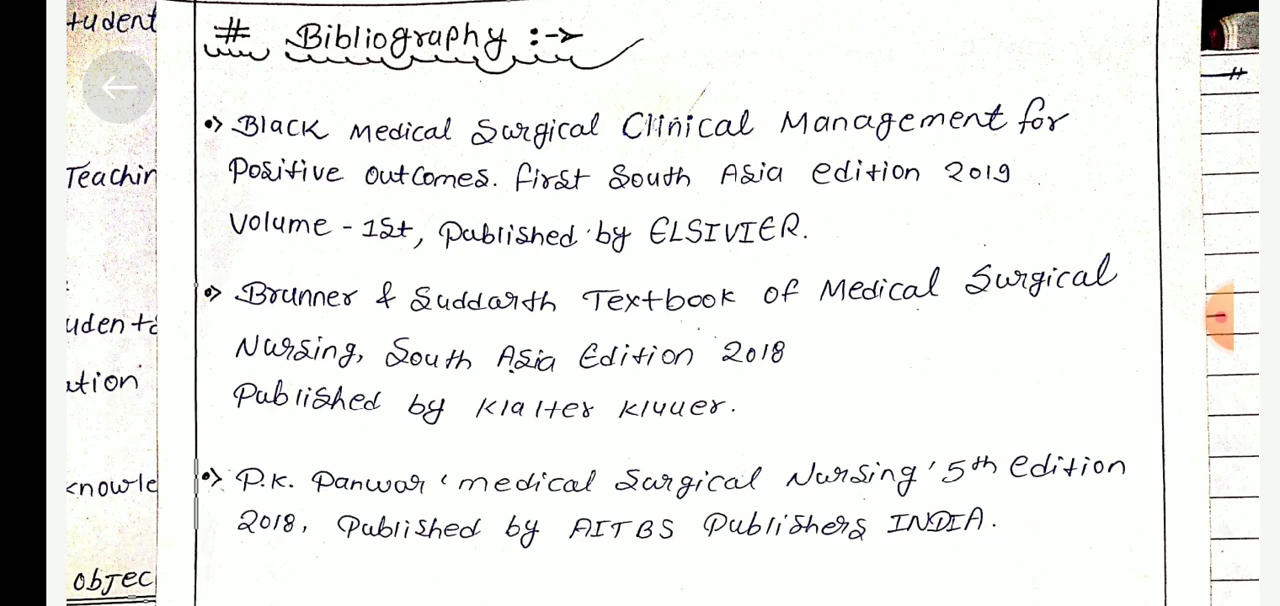 # Bibliography :->
•> Black Medical Surgical Clinical Management for
Positive Outcomes. First South Asia edition 2019
Volume - 1st, Published by ELSIVIER.
•> Brunner & Suddarth Textbook of Medical Surgical
Nursing, South Asia Edition 2018
Published by Klalter Kluuer.
•> P.K. Panwar ‘medical Surgical Nursing’ 5th edition
2018, Published by AITBS Publishers INDIA.
tudent
Teachin
udents
ution
knowle
objec
#